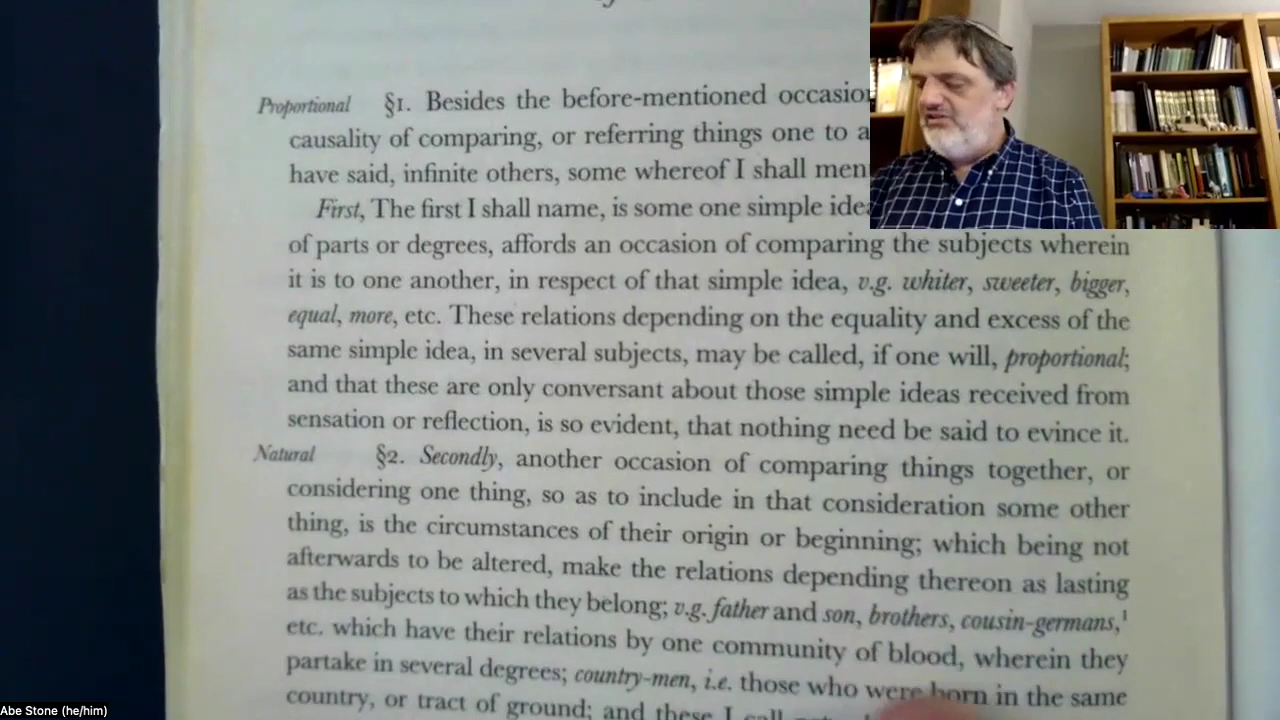 Proportional §1. Besides the before-mentioned
causality of comparing, or referring things one to
have said, infinite others, some whereof I shall
First, The first I shall name, is some one simple
of parts or degrees, affords an occasion of comparing the subjects wherein
it is to one another, in respect of that simple idea, v.g. whiter, sweeter, bigger,
equal, more, etc. These relations depending on the equality and excess of the
same simple idea, in several subjects, may be called, if one will, proportional;
and that these are only conversant about those simple ideas received from
sensation or reflection, is so evident, that nothing need be said to evince it.
Natural §2. Secondly, another occasion of comparing things together, or
considering one thing, so as to include in that consideration some other
thing, is the circumstances of their origin or beginning; which being not
afterwards to be altered, make the relations depending thereon as lasting
as the subjects to which they belong; v.g. father and son, brothers, cousin-germans,¹
etc. which have their relations by one community of blood, wherein they
partake in several degrees; country-men, i.e. those who were born in the same
country, or tract of ground; and these I call
Abe Stone (he/him)